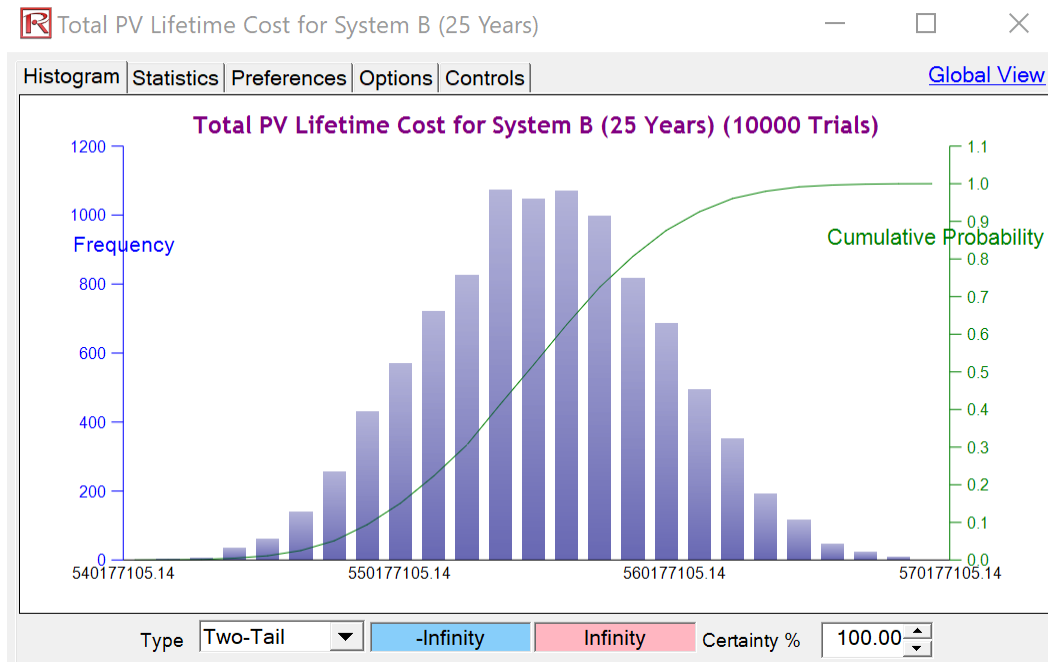 Total PV Lifetime Cost for System B (25 Years)
Histogram Statistics Preferences Options Controls Global View
Total PV Lifetime Cost for System B (25 Years) (10000 Trials)
1200 1.1
1.0
1000 0.9
Frequency Cumulative Probability
800 0.8
0.7
600 0.6
0.5
400 0.4
0.3
200 0.2
0.1
0 0.0
540177105.14 550177105.14 560177105.14 570177105.14
Type Two-Tail -Infinity Infinity Certainty % 100.00